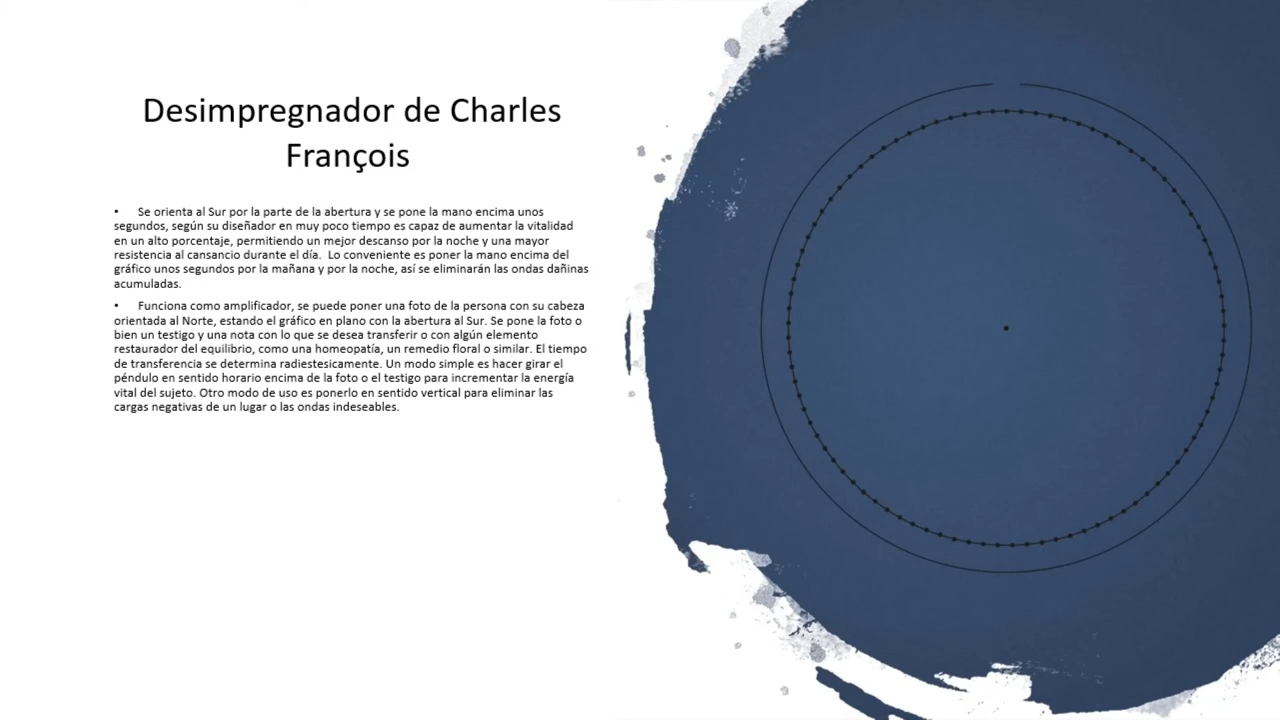 Desimpregnador de Charles
François
• Se orienta al Sur por la parte de la abertura y se pone la mano encima unos
segundos, según su diseñador en muy poco tiempo es capaz de aumentar la vitalidad
en un alto porcentaje, permitiendo un mejor descanso por la noche y una mayor
resistencia al cansancio durante el día. Lo conveniente es poner la mano encima del
gráfico unos segundos por la mañana y por la noche, así se eliminarán las ondas dañinas
acumuladas.
• Funciona como amplificador, se puede poner una foto de la persona con su cabeza
orientada al Norte, estando el gráfico en plano con la abertura al Sur. Se pone la foto o
bien un testigo y una nota con lo que se desea transferir o con algún elemento
restaurador del equilibrio, como una homeopatía, un remedio floral o similar. El tiempo
de transferencia se determina radiestesicamente. Un modo simple es hacer girar el
péndulo en sentido horario encima de la foto o el testigo para incrementar la energía
vital del sujeto. Otro modo de uso es ponerlo en sentido vertical para eliminar las
cargas negativas de un lugar o las ondas indeseables.